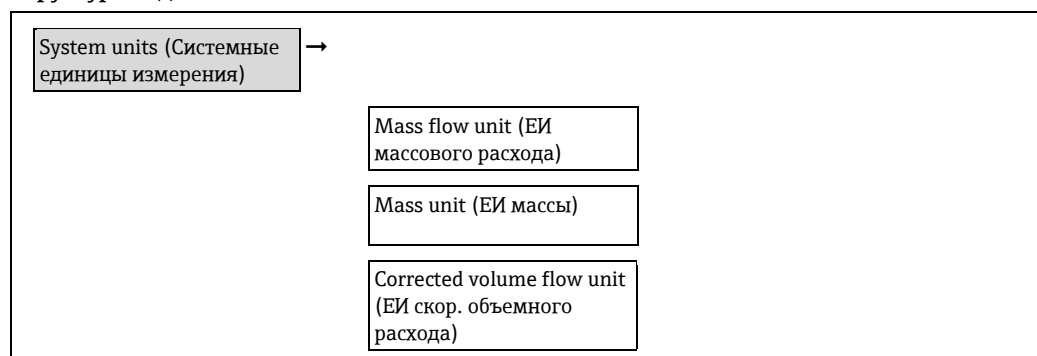 System units (Системные
единицы измерения)
→
Mass flow unit (ЕИ
массового расхода)
Mass unit (ЕИ массы)
Corrected volume flow unit
(ЕИ скор. объемного
расхода)